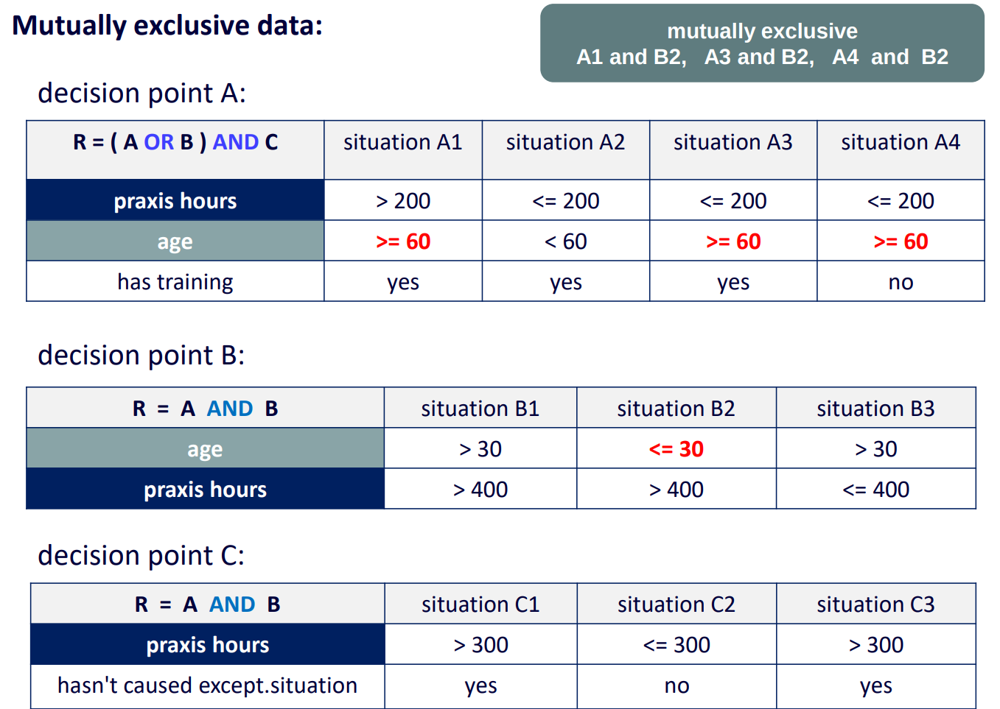 Mutually exclusive data:
mutually exclusive
A1 and B2, A3 and B2, A4 and B2
decision point A:
R = ( A OR B ) AND C situation A1 situation A2 situation A3 situation A4
praxis hours > 200 <= 200 <= 200 <= 200
age >= 60 < 60 >= 60 >= 60
has training yes yes yes no
decision point B:
R = A AND B situation B1 situation B2 situation B3
age > 30 <= 30 > 30
praxis hours > 400 > 400 <= 400
decision point C:
R = A AND B situation C1 situation C2 situation C3
praxis hours > 300 <= 300 > 300
hasn't caused except.situation yes no yes